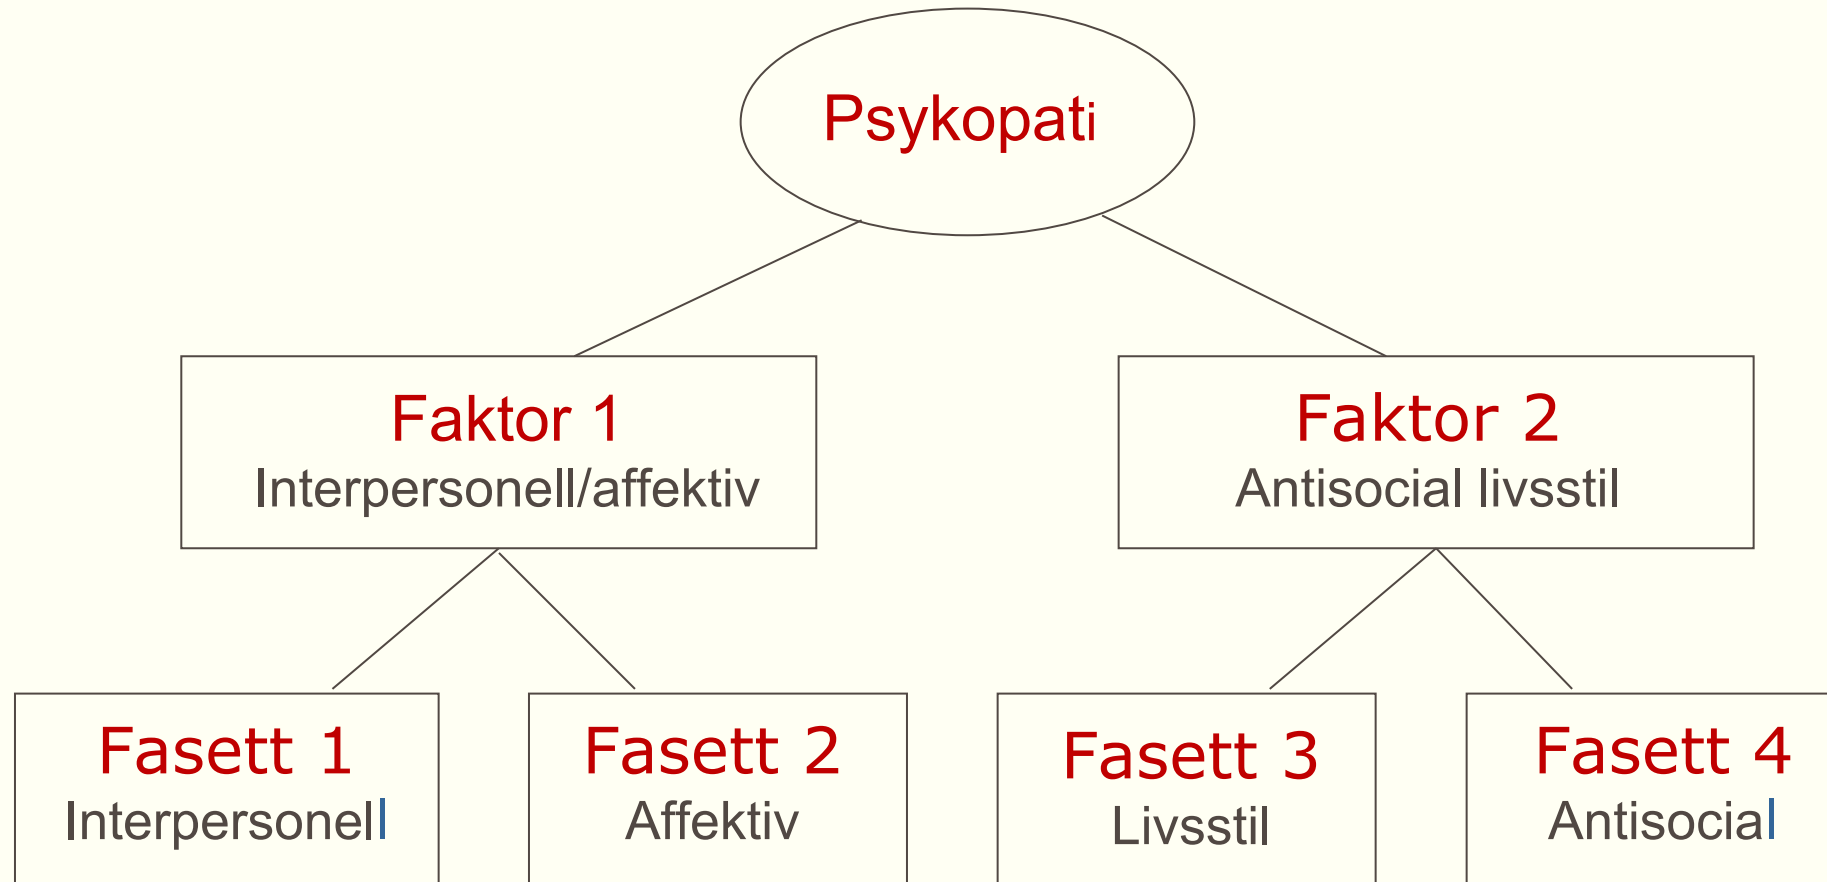 Psykopati
Faktor 1
Interpersonell/affektiv
Faktor 2
Antisocial livsstil
Fasett 1
Interpersonell
Fasett 2
Affektiv
Fasett 3
Livsstil
Fasett 4
Antisocial